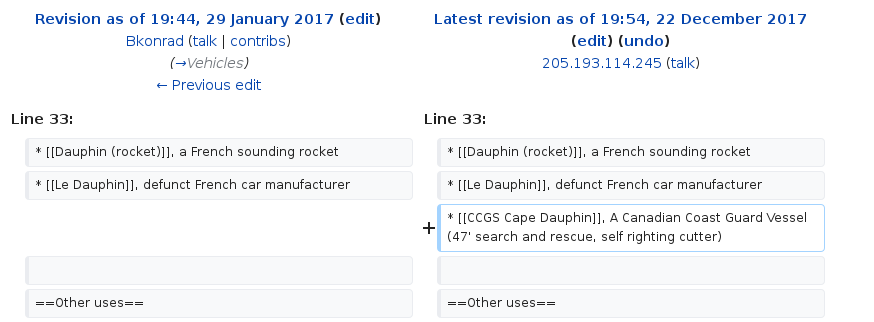 Revision as of 19:44, 29 January 2017 (edit)
Bkonrad (talk | contribs)
(→Vehicles)
← Previous edit
Latest revision as of 19:54, 22 December 2017
(edit) (undo)
205.193.114.245 (talk)
Line 33:
Line 33:
* [[Dauphin (rocket)]], a French sounding rocket
* [[Dauphin (rocket)]], a French sounding rocket
* [[Le Dauphin]], defunct French car manufacturer
* [[Le Dauphin]], defunct French car manufacturer
+ * [[CCGS Cape Dauphin]], A Canadian Coast Guard Vessel
(47' search and rescue, self righting cutter)
==Other uses==
==Other uses==